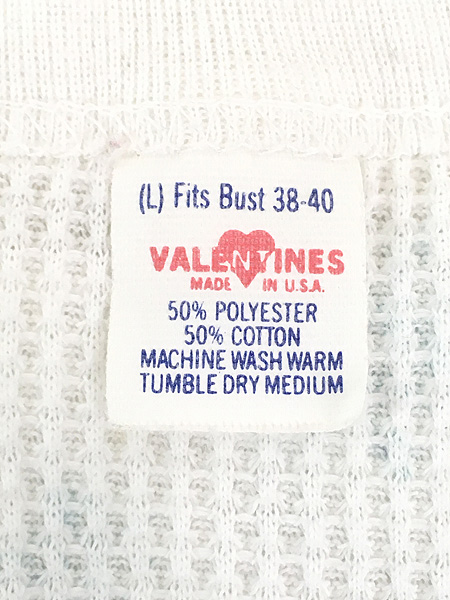 (L) Fits Bust 38-40
VALENTINES
MADE IN U.S.A.
50% POLYESTER
50% COTTON
MACHINE WASH WARM
TUMBLE DRY MEDIUM